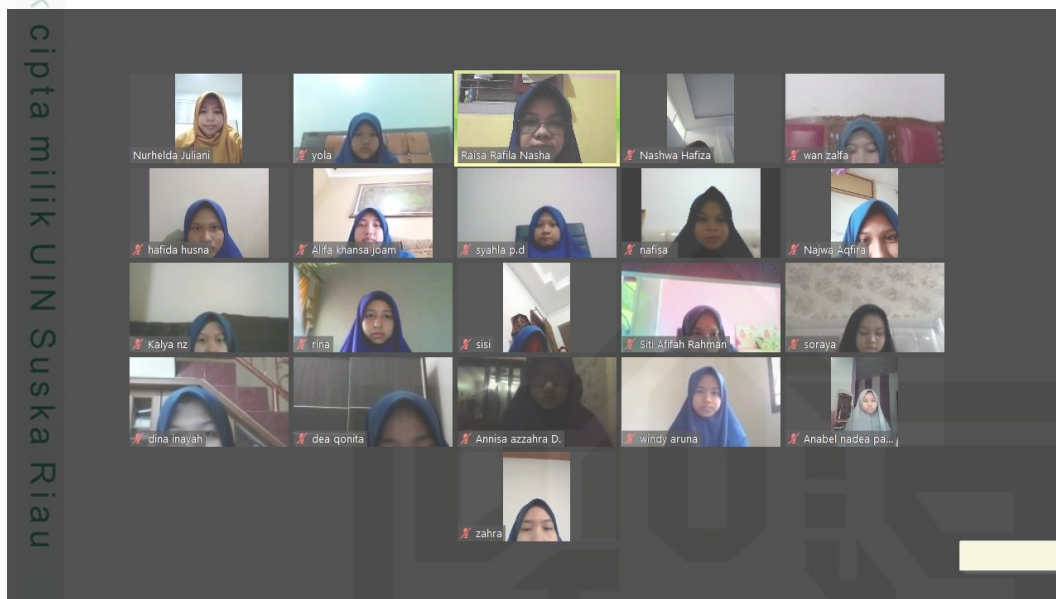 k cipta milik UIN Suska Riau
Nurhelda Juliani
yola
Raisa Rafila Nasha
Nashwa Hafiza
wan zalfa
hafida husna
Alifa khansa joam
syahla p.d
nafisa
Najwa Aqfira
Kalya nz
rina
sisi
Siti Afifah Rahman
soraya
dina inayah
dea qonita
Annisa azzahra D.
windy aruna
Anabel nadea pa...
zahra